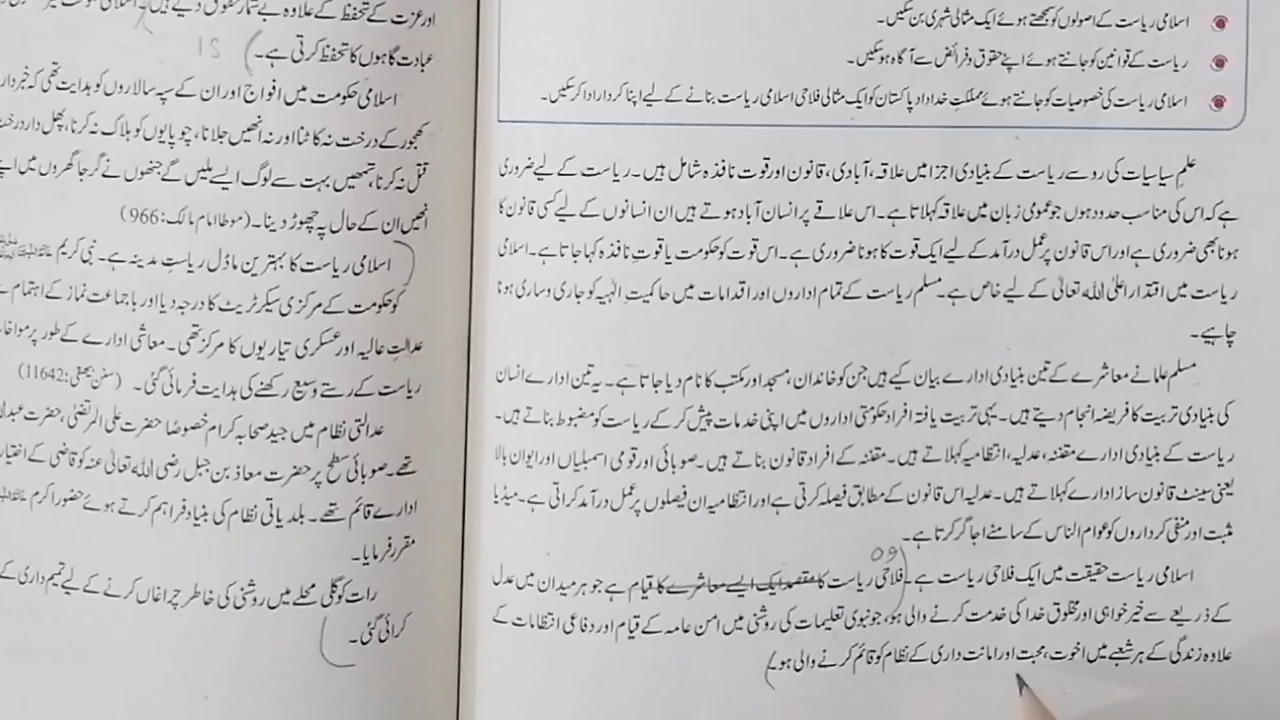 اسلامی ریاست کے اصولوں کو سمجھتے ہوئے ایک مثالی شہری بن سکیں۔
ریاست کے قوانین کو جانتے ہوئے اپنے حقوق و فرائض سے آگاہ ہو سکیں۔
اسلامی ریاست کی خصوصیات کو جانتے ہوئے مملکتِ خداداد پاکستان کو ایک مثالی فلاحی اسلامی ریاست بنانے کے لیے اپنا کردار ادا کر سکیں۔
علمِ سیاسیات کی رو سے ریاست کے بنیادی اجزا میں علاقہ، آبادی، قانون اور قوت نافذہ شامل ہیں۔ ریاست کے لیے ضروری
ہے کہ اس کی مناسب حدود ہوں جو عمومی زبان میں علاقہ کہلاتا ہے۔ اس علاقے پر انسان آباد ہوتے ہیں ان انسانوں کے لیے کسی قانون کا
ہونا بھی ضروری ہے اور اس قانون پر عمل درآمد کے لیے ایک قوت کا ہونا ضروری ہے۔ اس قوت کو حکومت یا قوتِ نافذہ کہا جاتا ہے۔ اسلامی
ریاست میں اقتدار اعلیٰ اللہ تعالیٰ کے لیے خاص ہے۔ مسلم ریاست کے تمام اداروں اور اقدامات میں حاکمیتِ الٰہیہ کو جاری و ساری ہونا
چاہیے۔
مسلم علما نے معاشرے کے تین بنیادی ادارے بیان کیے ہیں جن کو خاندان، مسجد اور مکتب کا نام دیا جاتا ہے۔ یہ تین ادارے انسان
کی بنیادی تربیت کا فریضہ انجام دیتے ہیں۔ یہی تربیت یافتہ افراد حکومتی اداروں میں اپنی خدمات پیش کر کے ریاست کو مضبوط بناتے ہیں۔
ریاست کے بنیادی ادارے مقننہ، عدلیہ، انتظامیہ کہلاتے ہیں۔ مقننہ کے افراد قانون بناتے ہیں۔ صوبائی اور قومی اسمبلیاں اور ایوان بالا
یعنی سینٹ قانون ساز ادارے کہلاتے ہیں۔ عدلیہ اس قانون کے مطابق فیصلہ کرتی ہے اور انتظامیہ ان فیصلوں پر عمل درآمد کراتی ہے۔ میڈیا
مثبت اور منفی کرداروں کو عوام الناس کے سامنے اجاگر کرتا ہے۔
اسلامی ریاست حقیقت میں ایک فلاحی ریاست ہے۔ فلاحی ریاست کا مقصد ایک ایسے معاشرے کا قیام ہے جو ہر میدان میں عدل
وہ
کے ذریعے سے خیر خواہی اور مخلوق خدا کی خدمت کرنے والی ہو، جو نبوی تعلیمات کی روشنی میں امن عامہ کے قیام اور دفاعی انتظامات کے
علاوہ زندگی کے ہر شعبے میں اخوت، محبت اور امانت داری کے نظام کو قائم کرنے والی ہو۔
اور عزت کے تحفظ کے علاوہ بے شمار حقوق دیے ہیں۔ اسلامی
عبادت گاہوں کا تحفظ کرتی ہے۔
اسلامی حکومت میں افواج اور ان کے سپہ سالاروں کو ہدایت تھی کہ خبردار
کھجور کے درخت نہ کاٹنا اور نہ انھیں جلانا، چوپایوں کو ہلاک نہ کرنا، پھل دار درخت
قتل نہ کرنا، تمھیں بہت سے لوگ ایسے ملیں گے جنھوں نے گرجا گھروں میں اپنے
انھیں ان کے حال پہ چھوڑ دینا۔ (موطا امام مالک: 966)
اسلامی ریاست کا بہترین ماڈل ریاستِ مدینہ ہے۔ نبی کریم
کو حکومت کے مرکزی سیکرٹریٹ کا درجہ دیا اور باجماعت نماز کے اہتمام
عدالتِ عالیہ اور عسکری تیاریوں کا مرکز تھی۔ معاشی ادارے کے طور پر مواخات
ریاست کے رستے وسیع رکھنے کی ہدایت فرمائی گئی۔ (سنن بیہقی: 11642)
عدالتی نظام میں جید صحابہ کرام خصوصًا حضرت علی المرتضیٰ، حضرت
تھے۔ صوبائی سطح پر حضرت معاذ بن جبل رضی اللہ تعالیٰ عنہ کو قاضی کے
ادارے قائم تھے۔ بلدیاتی نظام کی بنیاد فراہم کرتے ہوئے حضور اکرم
مقرر فرمایا۔
رات کو گلی محلے میں روشنی کی خاطر چراغاں کرنے کے لیے تمیم داری کے
کرائی گئی۔